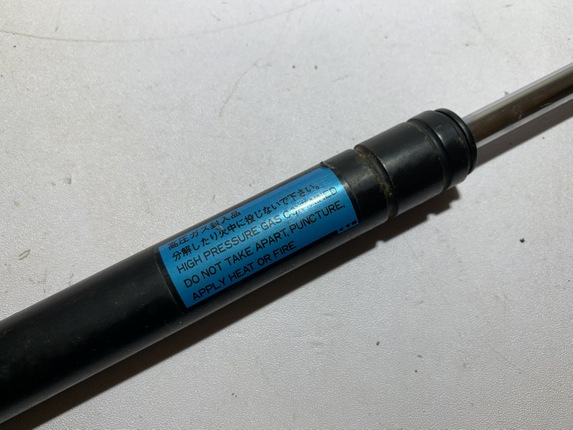 高圧ガス封入品
分解したり火中に投じないで下さい。
HIGH PRESSURE GAS CONTAINED
DO NOT TAKE APART,PUNCTURE,
APPLY HEAT OR FIRE